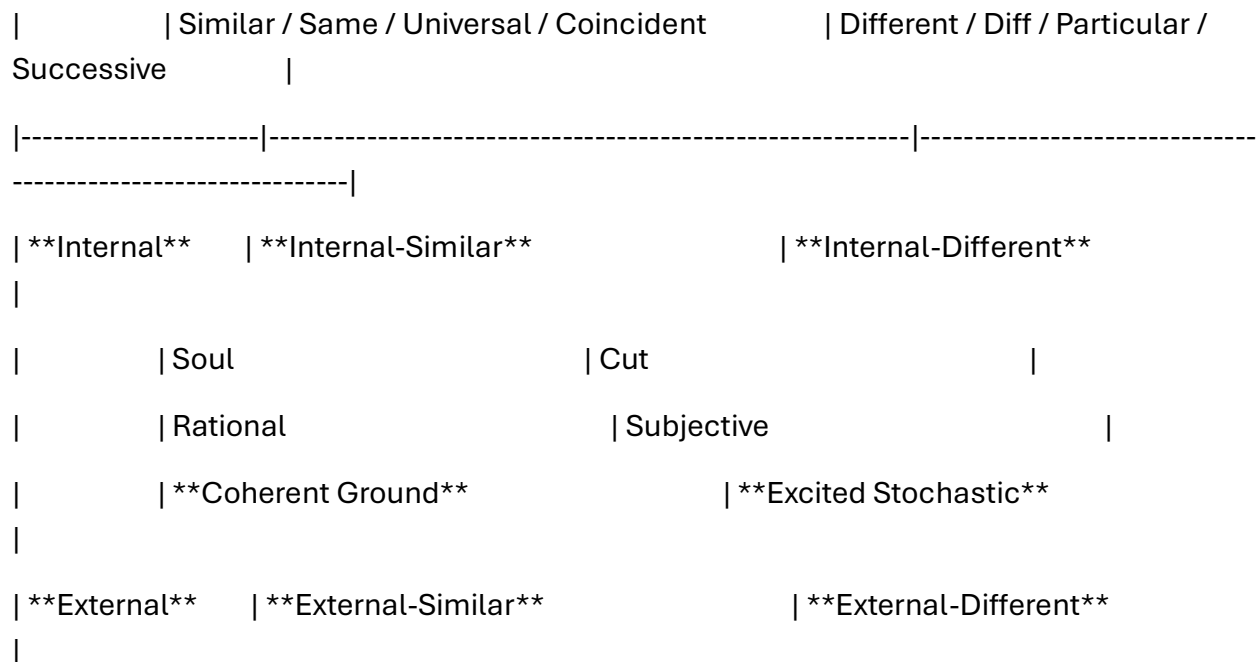 | | Similar / Same / Universal / Coincident | Different / Diff / Particular /
Successive |
|----------------------|------------------------------------------------------------|-------------------------------
-------------------------------|
| **Internal** | **Internal-Similar** | **Internal-Different**
|
| | Soul | Cut |
| | Rational | Subjective |
| | **Coherent Ground** | **Excited Stochastic**
|
| **External** | **External-Similar** | **External-Different**
|